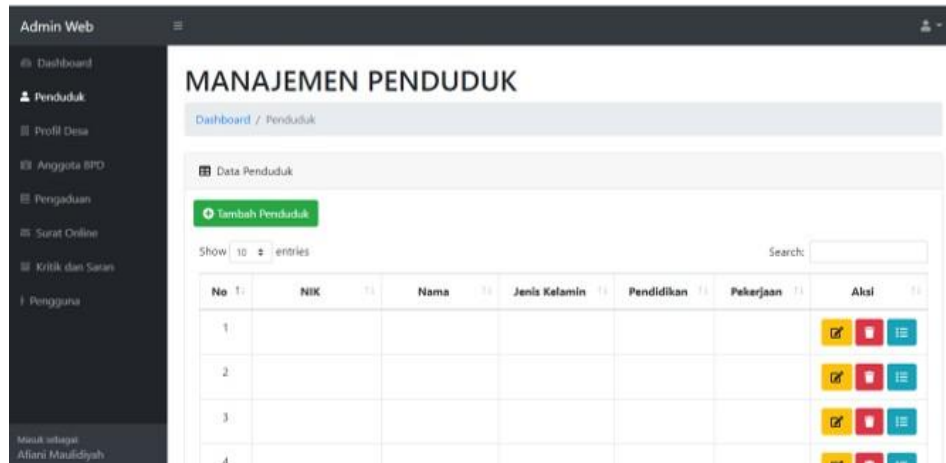 Admin Web
Dashboard
Penduduk
Profil Desa
Anggota BPD
Pengaduan
Surat Online
Kritik dan Saran
Pengguna
Masuk sebagai:
Afiani Maulidiyah
MANAJEMEN PENDUDUK
Dashboard / Penduduk
Data Penduduk
Tambah Penduduk
Show 10 entries Search:
No NIK Nama Jenis Kelamin Pendidikan Pekerjaan Aksi
1
2
3
4